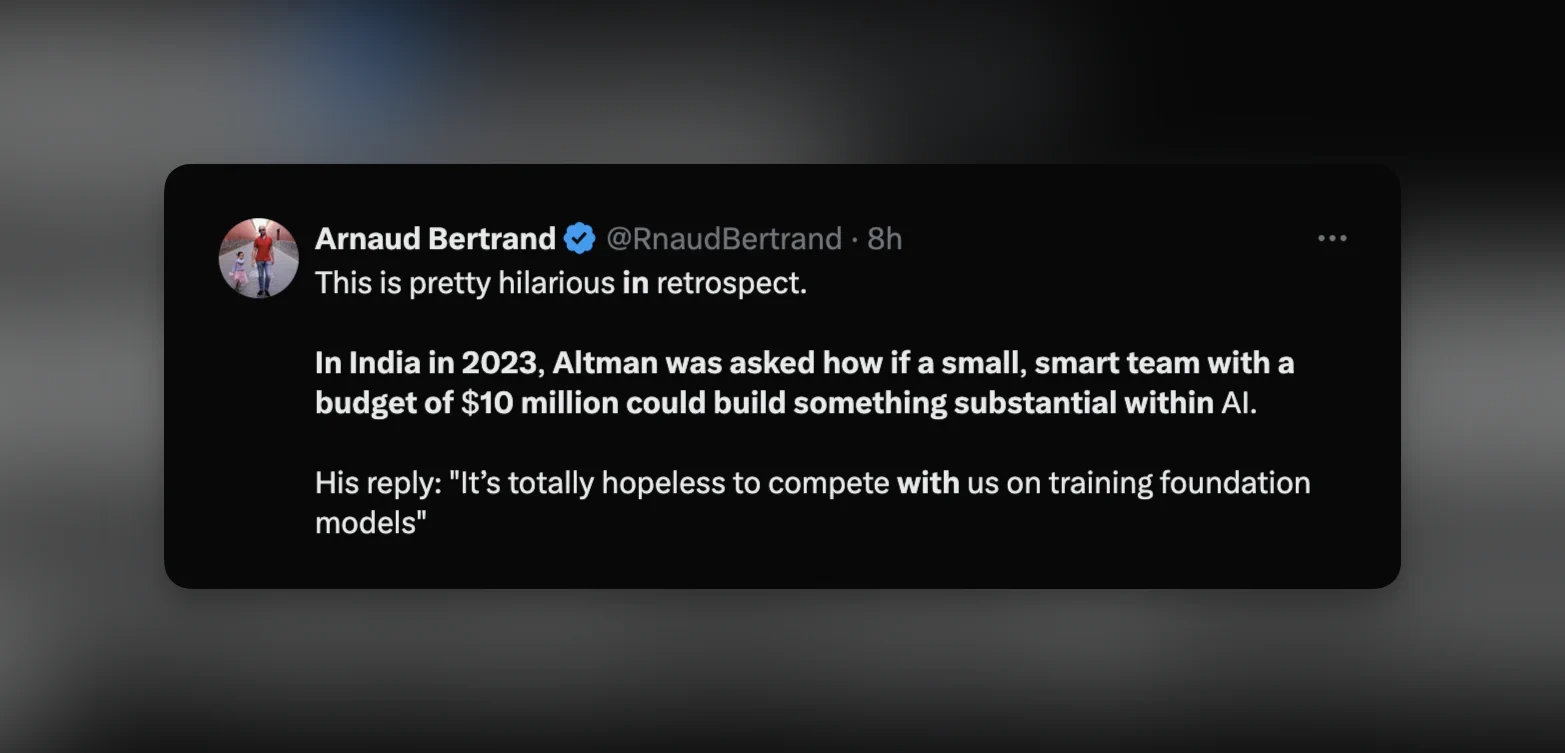 Arnaud Bertrand @RnaudBertrand · 8h
This is pretty hilarious in retrospect.
In India in 2023, Altman was asked how if a small, smart team with a
budget of $10 million could build something substantial within AI.
His reply: "It’s totally hopeless to compete with us on training foundation
models"